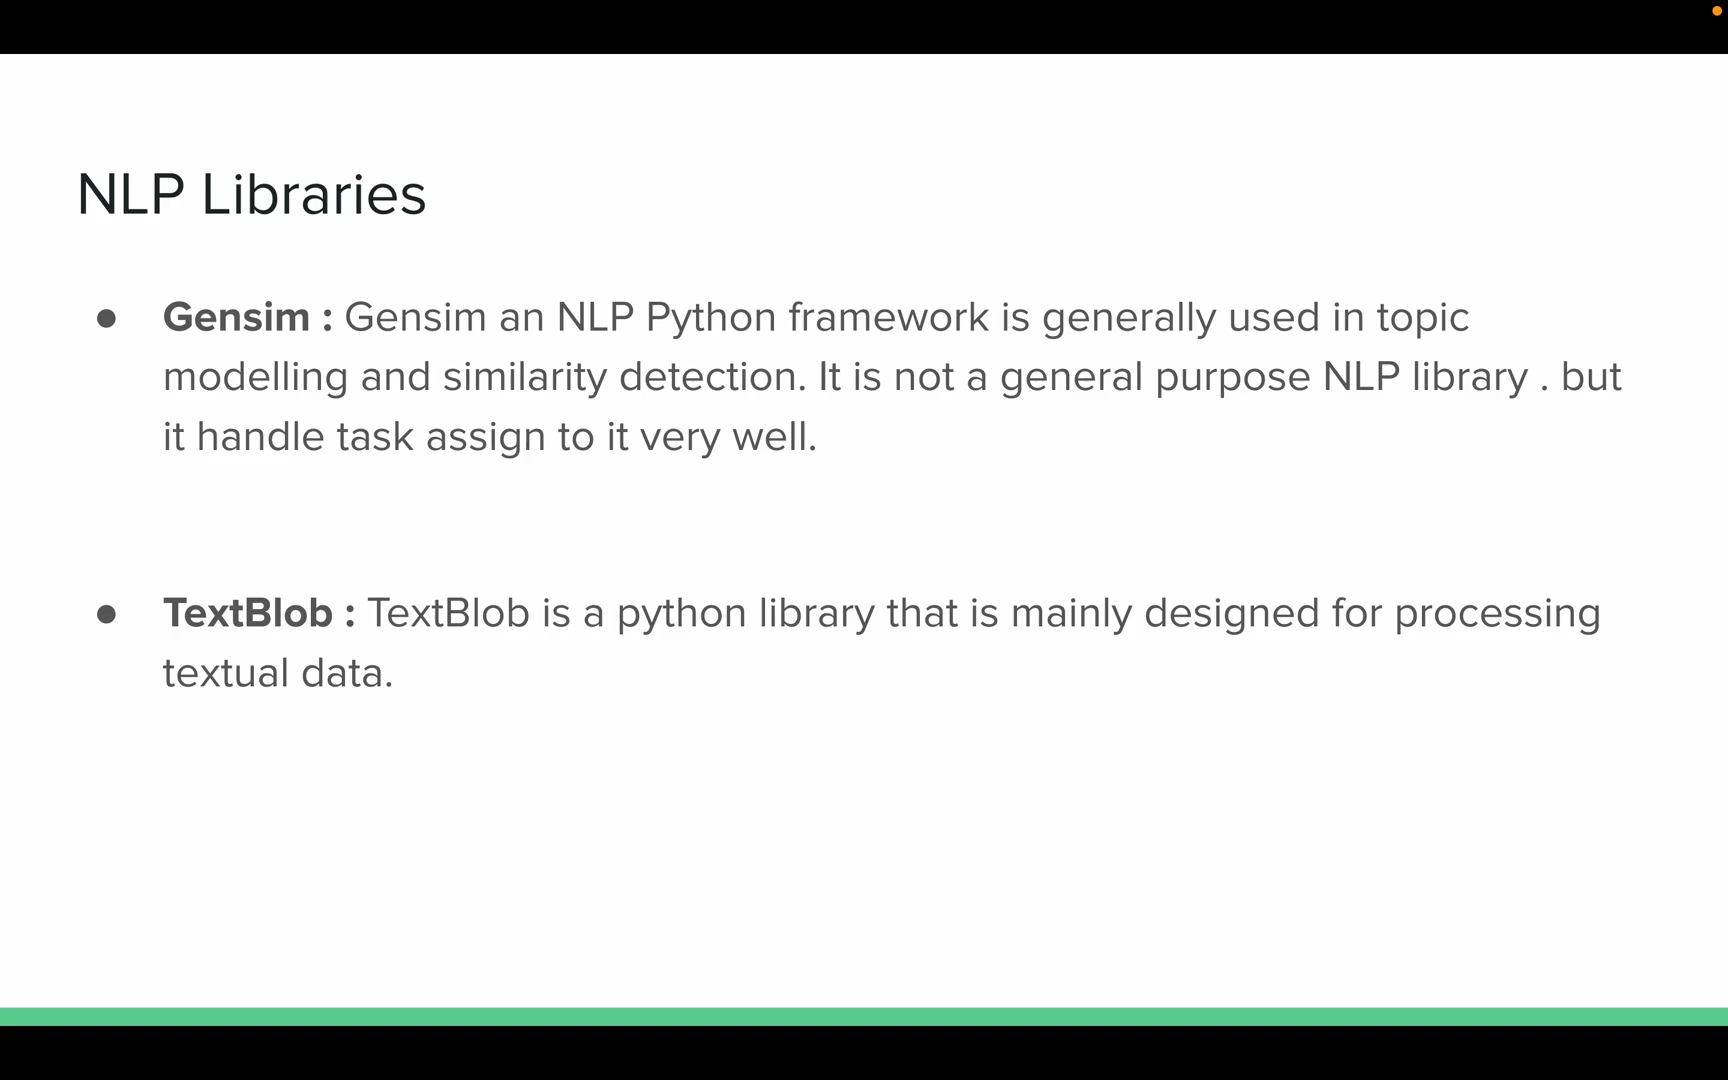 NLP Libraries
● Gensim : Gensim an NLP Python framework is generally used in topic
modelling and similarity detection. It is not a general purpose NLP library . but
it handle task assign to it very well.
● TextBlob : TextBlob is a python library that is mainly designed for processing
textual data.